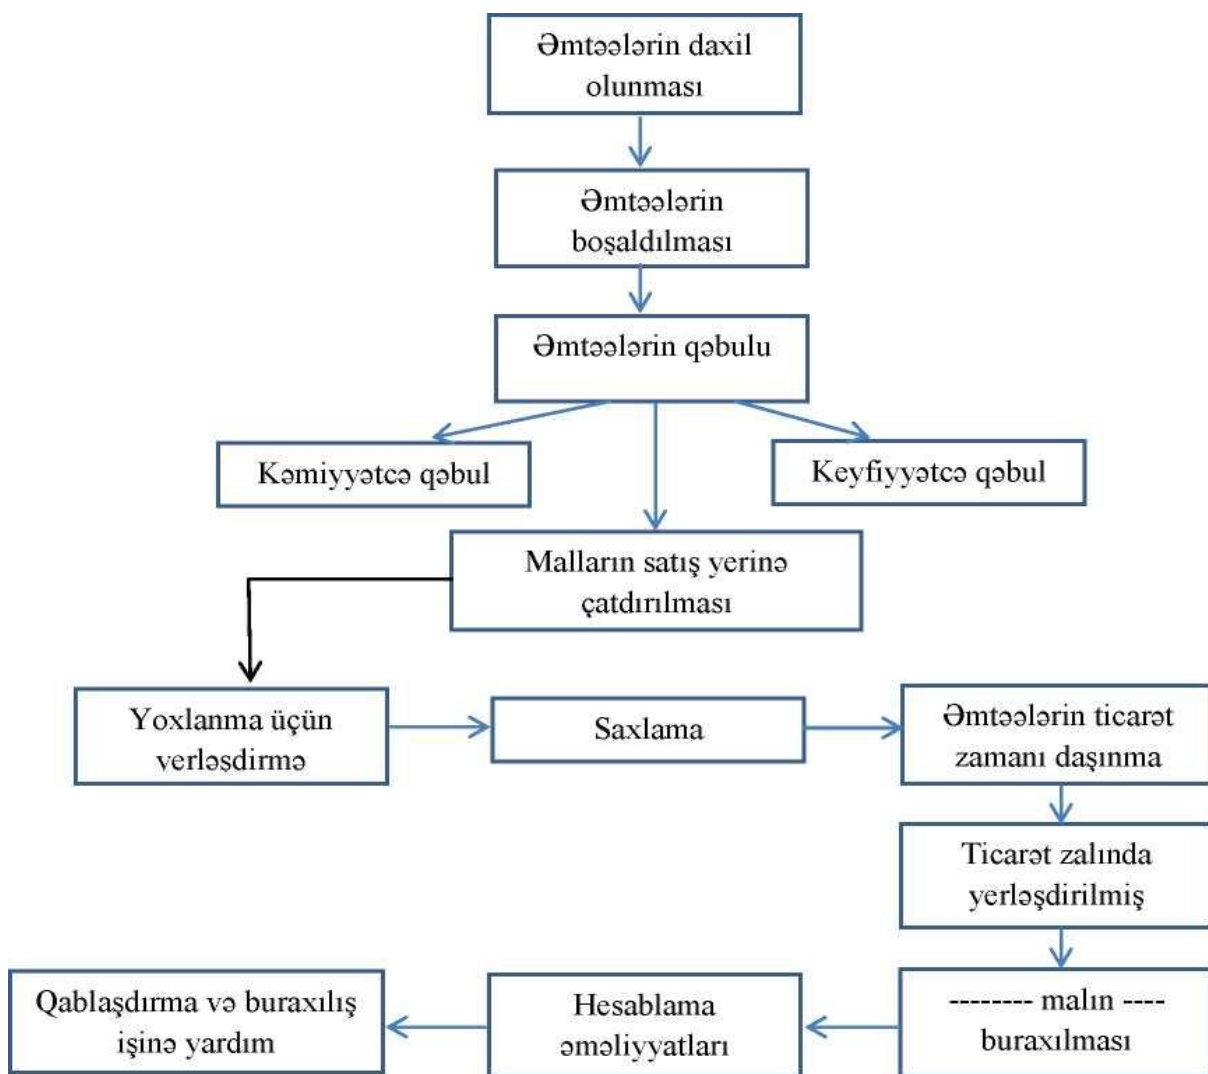 Əmtəələrin daxil
olunması
Əmtəələrin
boşaldılması
Əmtəələrin qəbulu
Kəmiyyətcə qəbul
Keyfiyyətcə qəbul
Malların satış yerinə
çatdırılması
Yoxlanma üçün
verləsdirmə
Saxlama
Əmtəələrin ticarət
zamanı daşınma
Ticarət zalında
yerləşdirilmiş
Qablaşdırma və buraxılış
işinə yardım
Hesablama
əməliyyatları
-------- malın ----
buraxılması